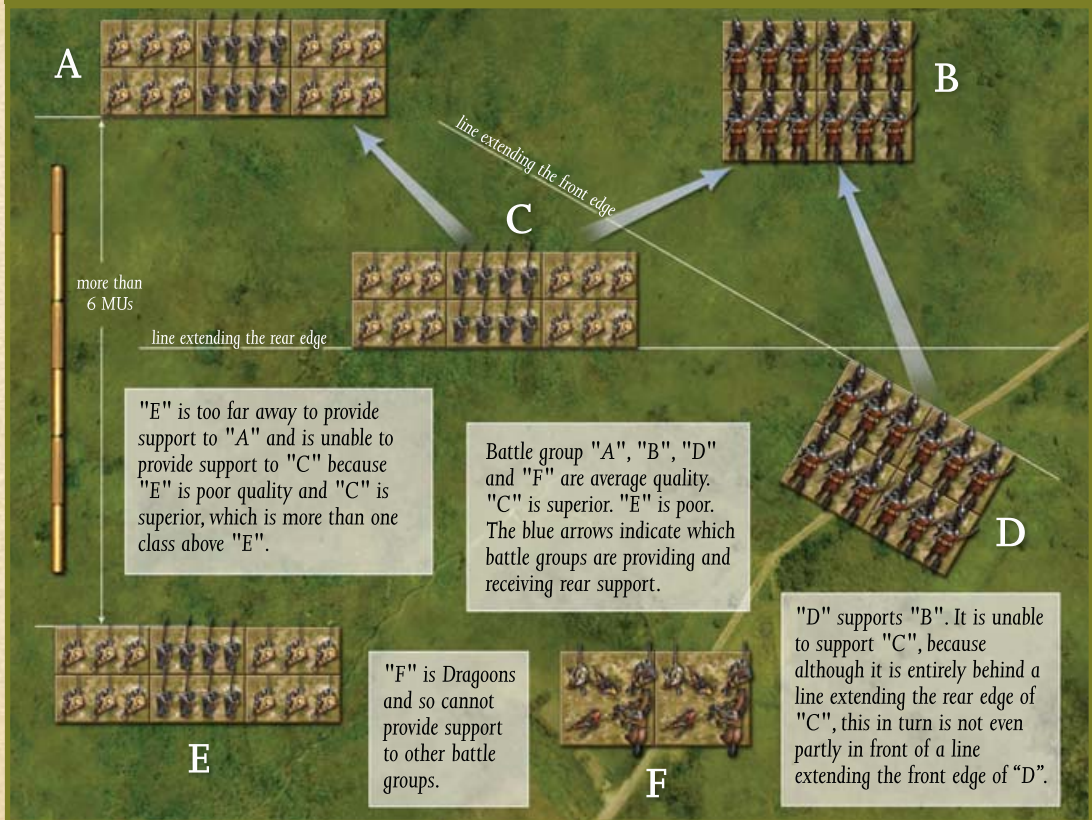 A
B
line extending the front edge
C
more than
6 MUs
line extending the rear edge
"E" is too far away to provide
support to "A" and is unable to
provide support to "C" because
"E" is poor quality and "C" is
superior, which is more than one
class above "E".
Battle group "A", "B", "D"
and "F" are average quality.
"C" is superior. "E" is poor.
The blue arrows indicate which
battle groups are providing and
receiving rear support.
D
"D" supports "B". It is unable
to support "C", because
although it is entirely behind a
line extending the rear edge of
"C", this in turn is not even
partly in front of a line
extending the front edge of “D”.
"F" is Dragoons
and so cannot
provide support
to other battle
groups.
E
F